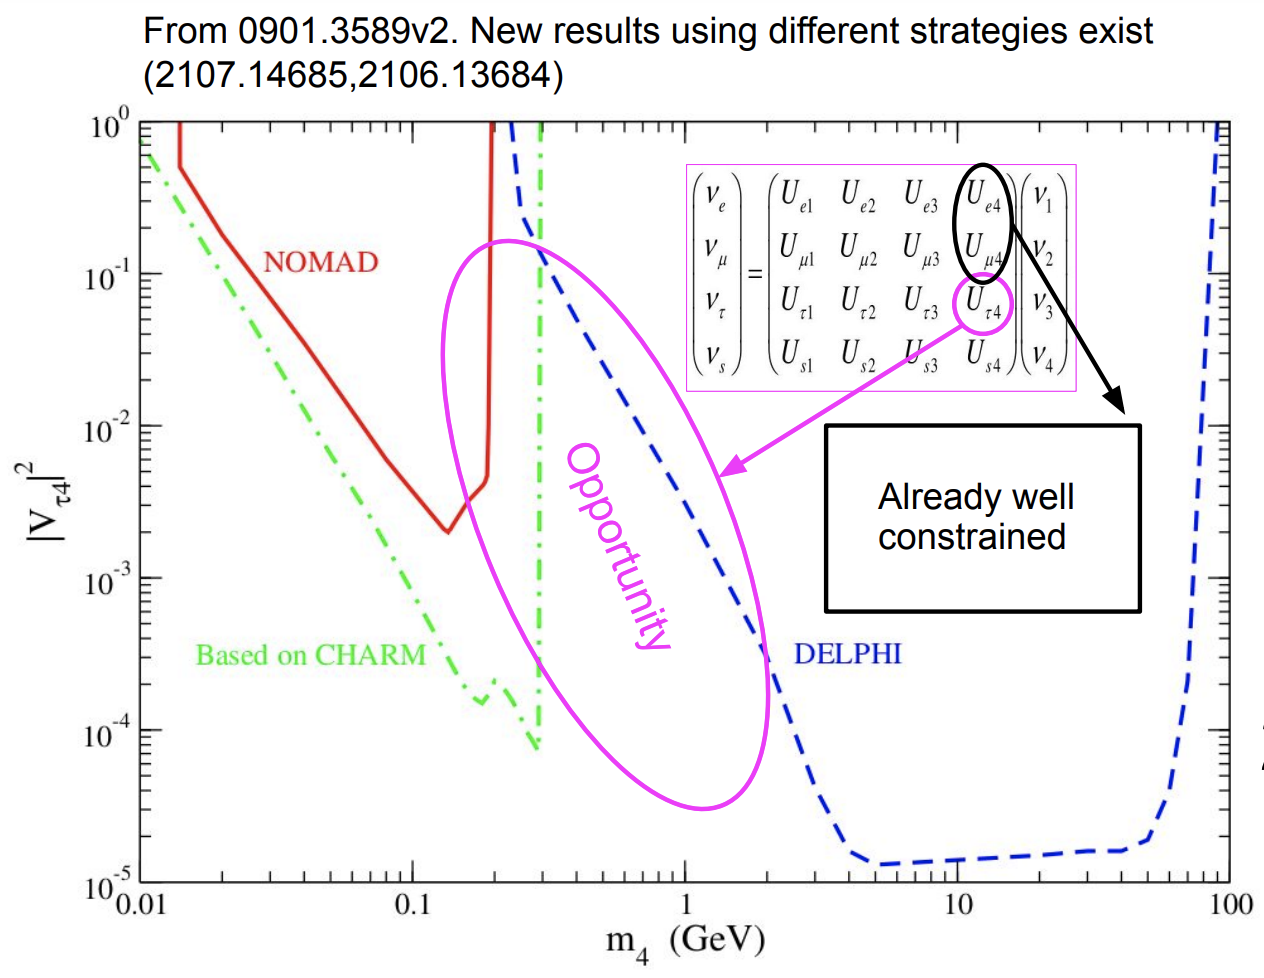 From 0901.3589v2. New results using different strategies exist
(2107.14685,2106.13684)
10^0
10^-1
10^-2
10^-3
10^-4
10^-5
|V_τ4|^2
NOMAD
Based on CHARM
DELPHI
Opportunity
ν_e U_e1 U_e2 U_e3 U_e4 ν_1
ν_μ U_μ1 U_μ2 U_μ3 U_μ4 ν_2
=
ν_τ U_τ1 U_τ2 U_τ3 U_τ4 ν_3
ν_s U_s1 U_s2 U_s3 U_s4 ν_4
Already well
constrained
0.01 0.1 1 10 100
m_4 (GeV)